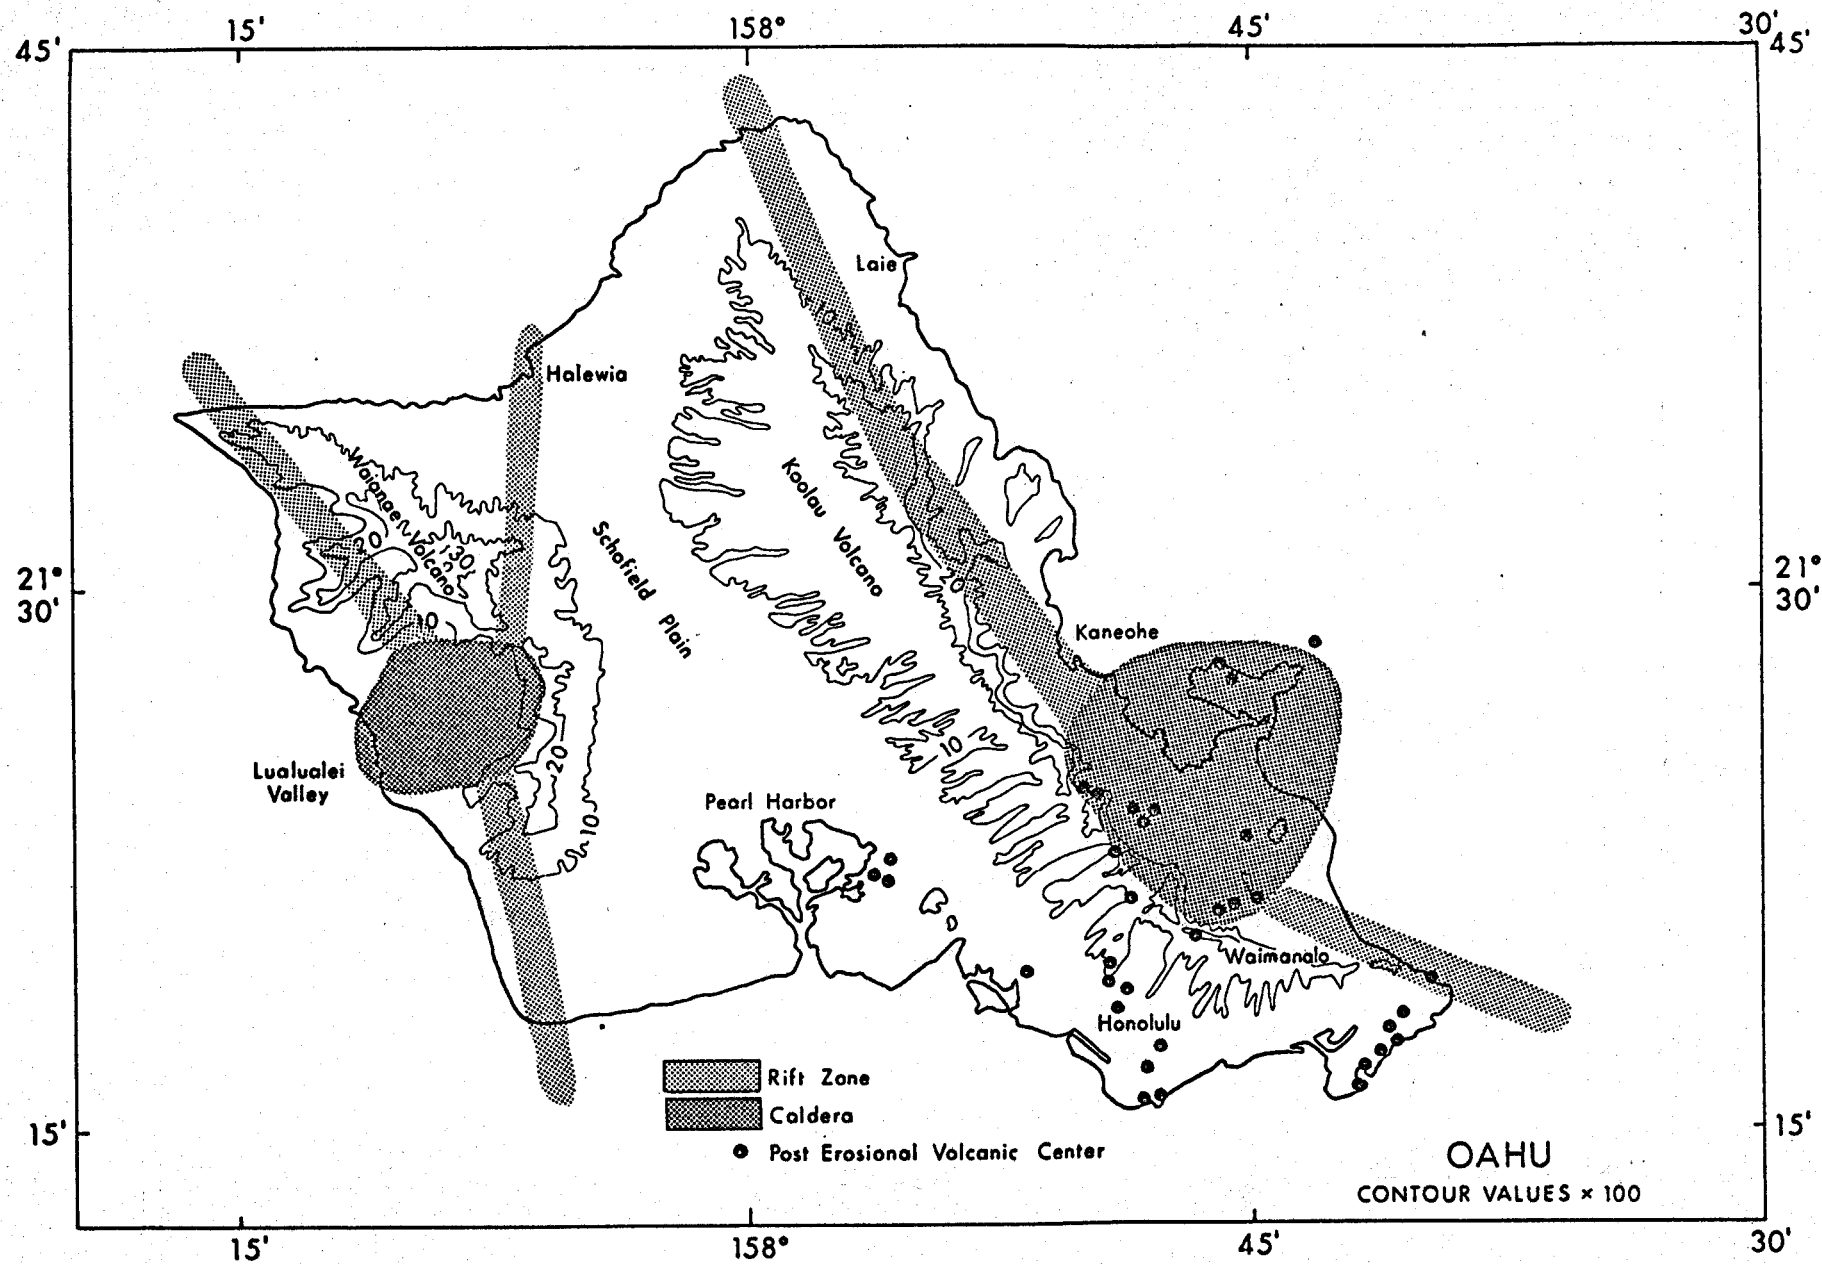 15'
158°
45'
30'
45'
45'
Laie
10
Halewia
Waianae Volcano
Koolau Volcano
Schofield Plain
20
30
20
21°
30'
21°
30'
10
Kaneohe
10
20
Lualualei
Valley
Pearl Harbor
10
Waimanalo
Honolulu
Rift Zone
Caldera
Post Erosional Volcanic Center
15'
15'
OAHU
CONTOUR VALUES × 100
15'
158°
45'
30'